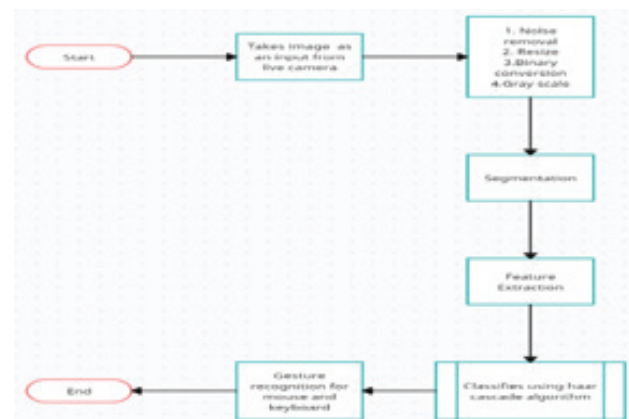 Start
Takes image as
an input from
live camera
1. Noise
removal
2. Resize
3.Binary
conversion
4.Gray scale
Segmentation
Feature
Extraction
Classifies using haar
cascade algorithm
Gesture
recognition for
mouse and
keyboard
End